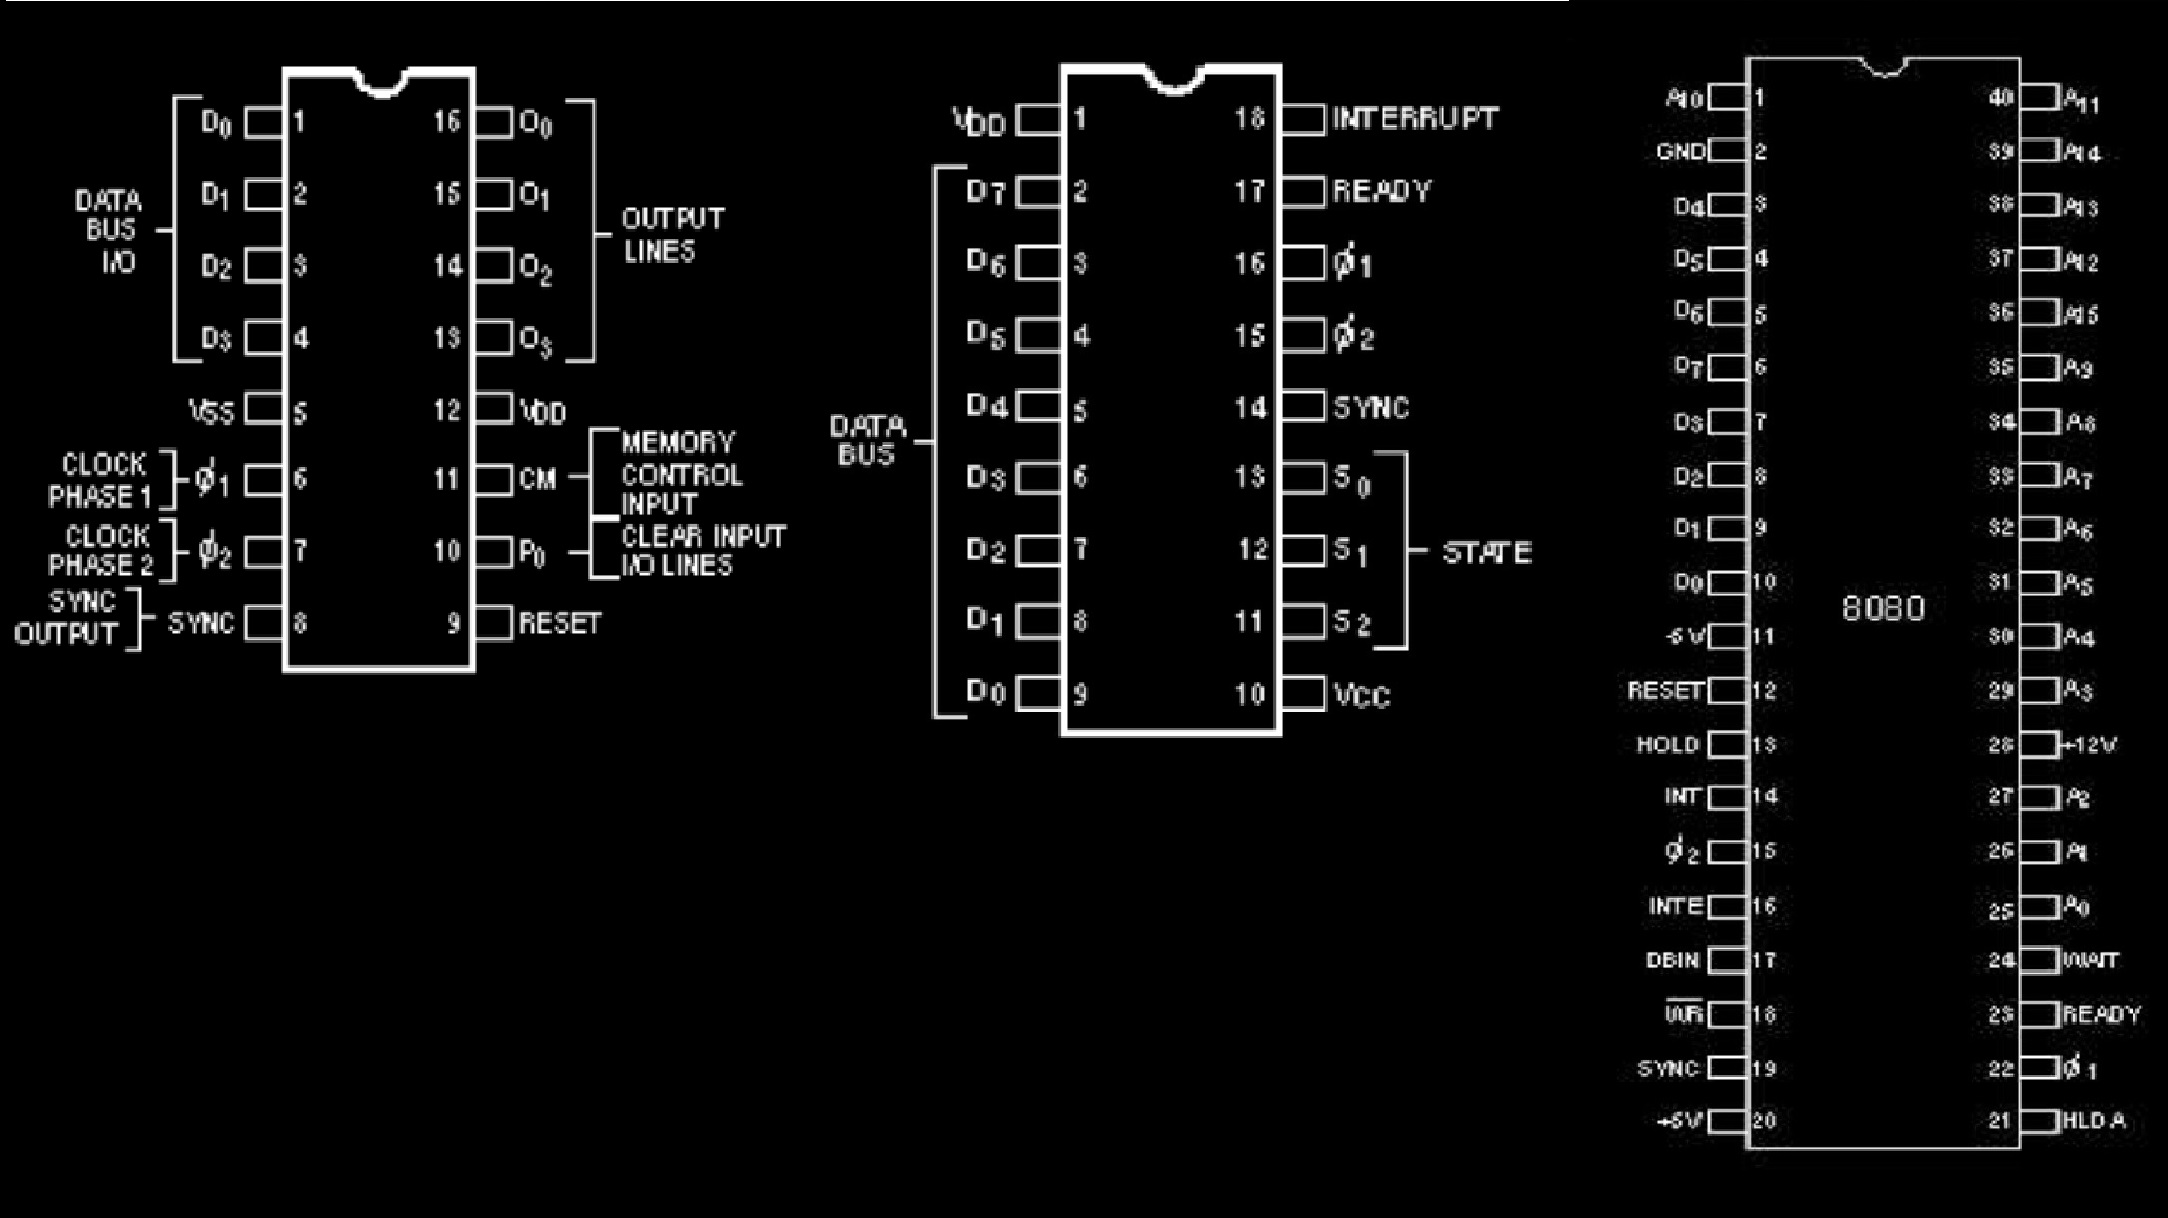 D0 1 16 O0
D1 2 15 O1
DATA
BUS
I/O
D2 3 14 O2
D3 4 13 O3
OUTPUT
LINES
VSS 5 12 VDD
CLOCK
PHASE 1
φ1 6 11 CM
MEMORY
CONTROL
INPUT
CLOCK
PHASE 2
φ2 7 10 P0
CLEAR INPUT
I/O LINES
SYNC
OUTPUT
SYNC 8 9 RESET
VDD 1 18 INTERRUPT
D7 2 17 READY
D6 3 16 φ1
D5 4 15 φ2
D4 5 14 SYNC
DATA
BUS
D3 6 13 S0
D2 7 12 S1
STATE
D1 8 11 S2
D0 9 10 VCC
A10 1 40 A11
GND 2 39 A14
D4 3 38 A13
D5 4 37 A12
D6 5 36 A15
D7 6 35 A9
D3 7 34 A8
D2 8 33 A7
D1 9 32 A6
D0 10 31 A5
8080
-5V 11 30 A4
RESET 12 29 A3
HOLD 13 28 +12V
INT 14 27 A2
φ2 15 26 A1
INTE 16 25 A0
DBIN 17 24 WAIT
WR 18 23 READY
SYNC 19 22 φ1
+5V 20 21 HLDA